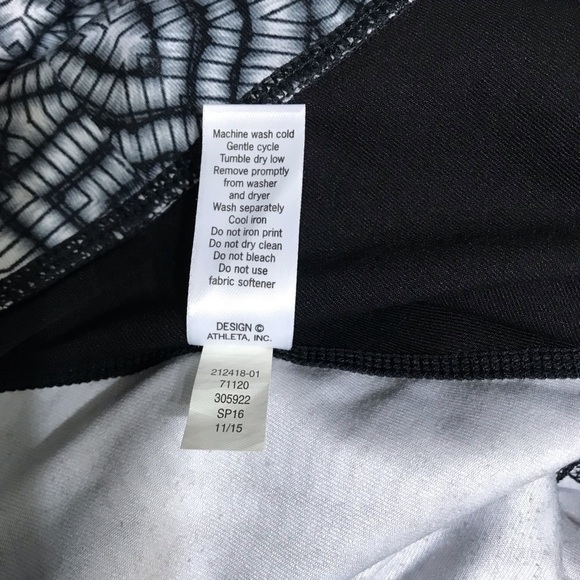 Machine wash cold
Gentle cycle
Tumble dry low
Remove promptly
from washer
and dryer
Wash separately
Cool iron
Do not iron print
Do not dry clean
Do not bleach
Do not use
fabric softener
DESIGN ©
ATHLETA, INC.
212418-01
71120
305922
SP16
11/15